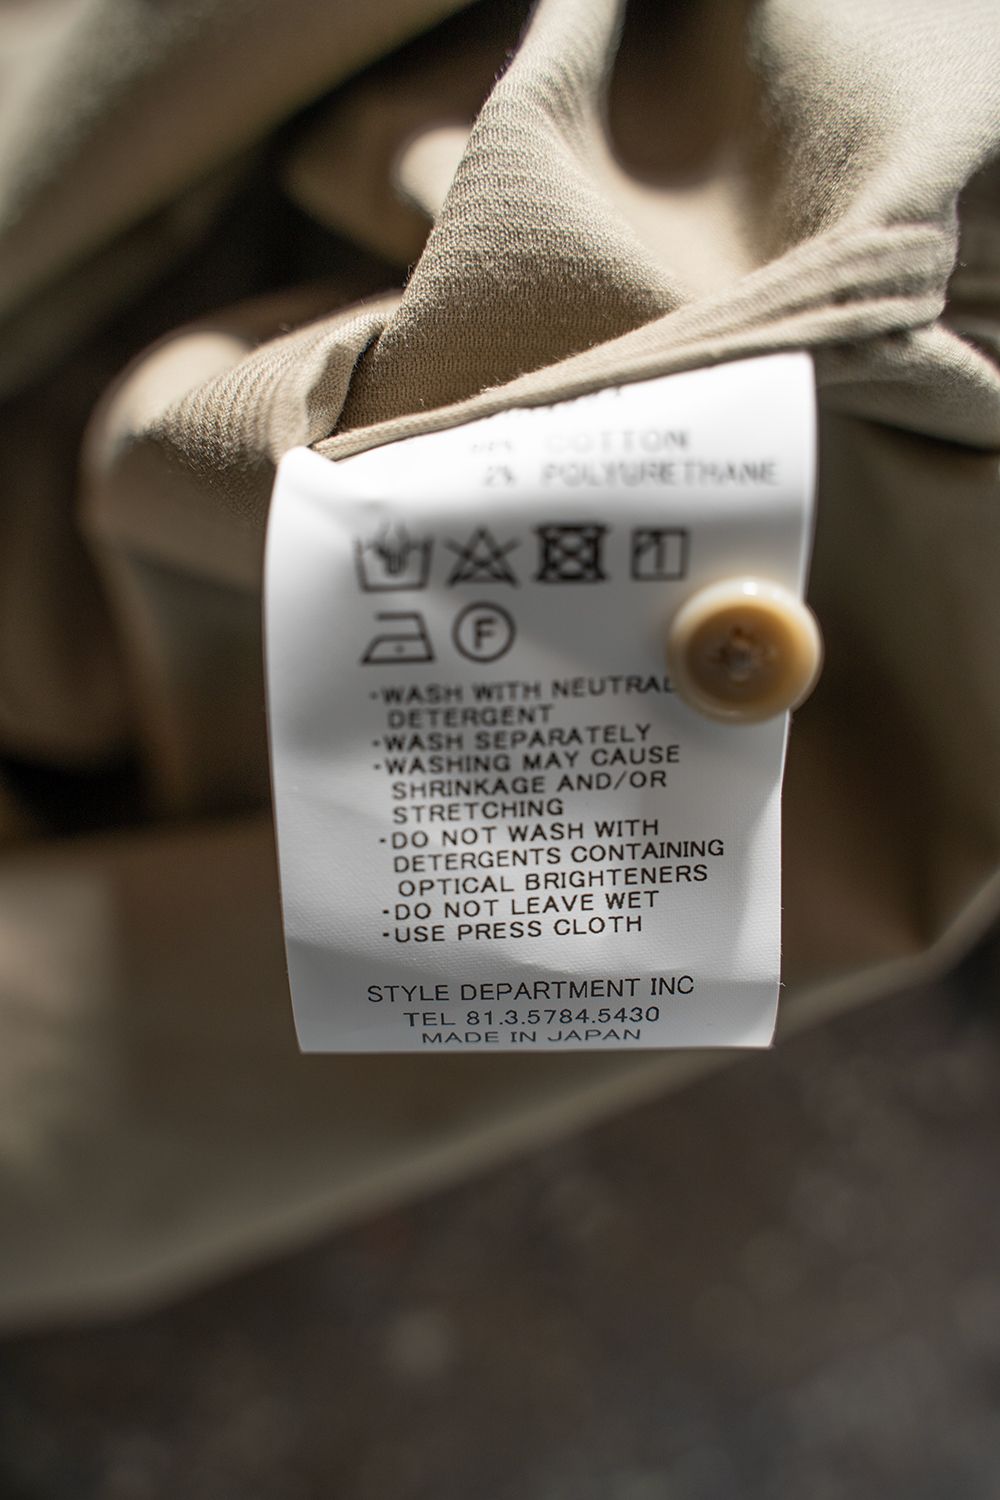 COTTON
2% POLYURETHANE
F
·WASH WITH NEUTRAL
DETERGENT
·WASH SEPARATELY
·WASHING MAY CAUSE
SHRINKAGE AND/OR
STRETCHING
·DO NOT WASH WITH
DETERGENTS CONTAINING
OPTICAL BRIGHTENERS
·DO NOT LEAVE WET
·USE PRESS CLOTH
STYLE DEPARTMENT INC
TEL 81.3.5784.5430
MADE IN JAPAN